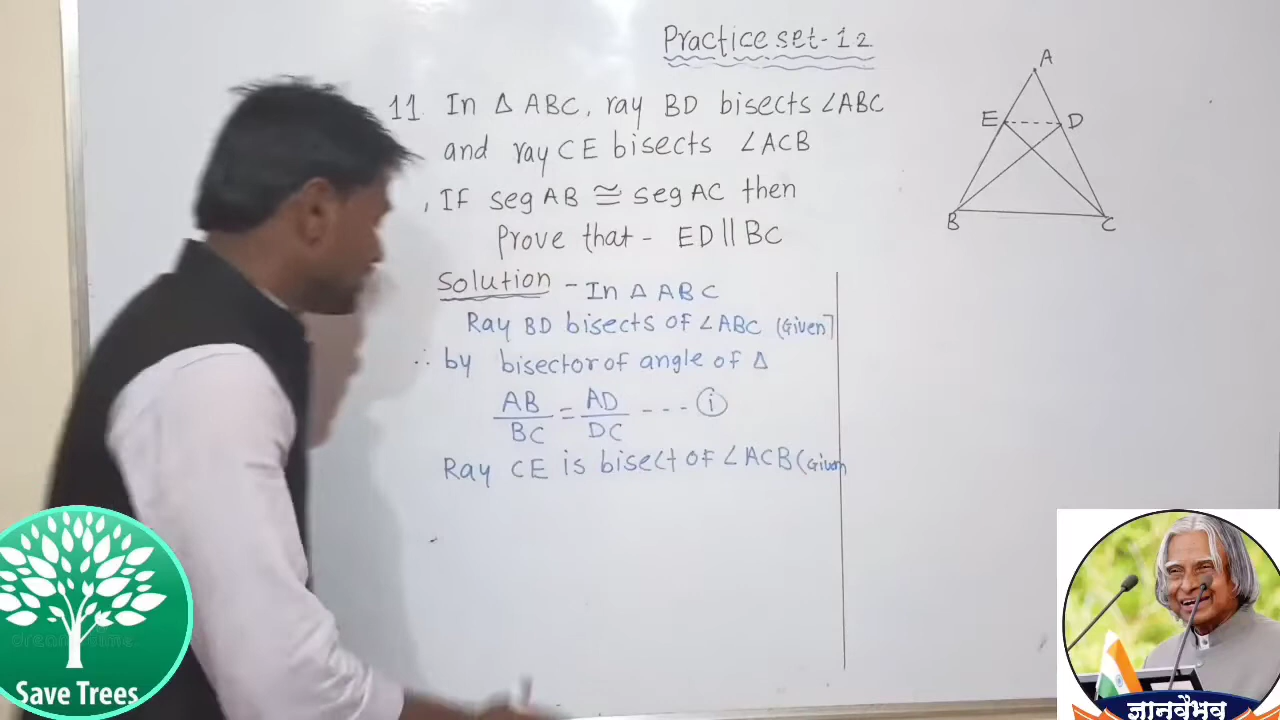 Practice set-12
11. In Δ ABC, ray BD bisects ∠ABC
and ray CE bisects ∠ACB
, If seg AB ≅ seg AC then
Prove that - ED || BC
Solution - In Δ ABC
Ray BD bisects of ∠ABC (Given]
∴ by bisector of angle of Δ
AB/BC = AD/DC --- (i)
Ray CE is bisect of ∠ACB (Given
A
E D
B C
dreamstime
Save Trees
ज्ञानवैभव